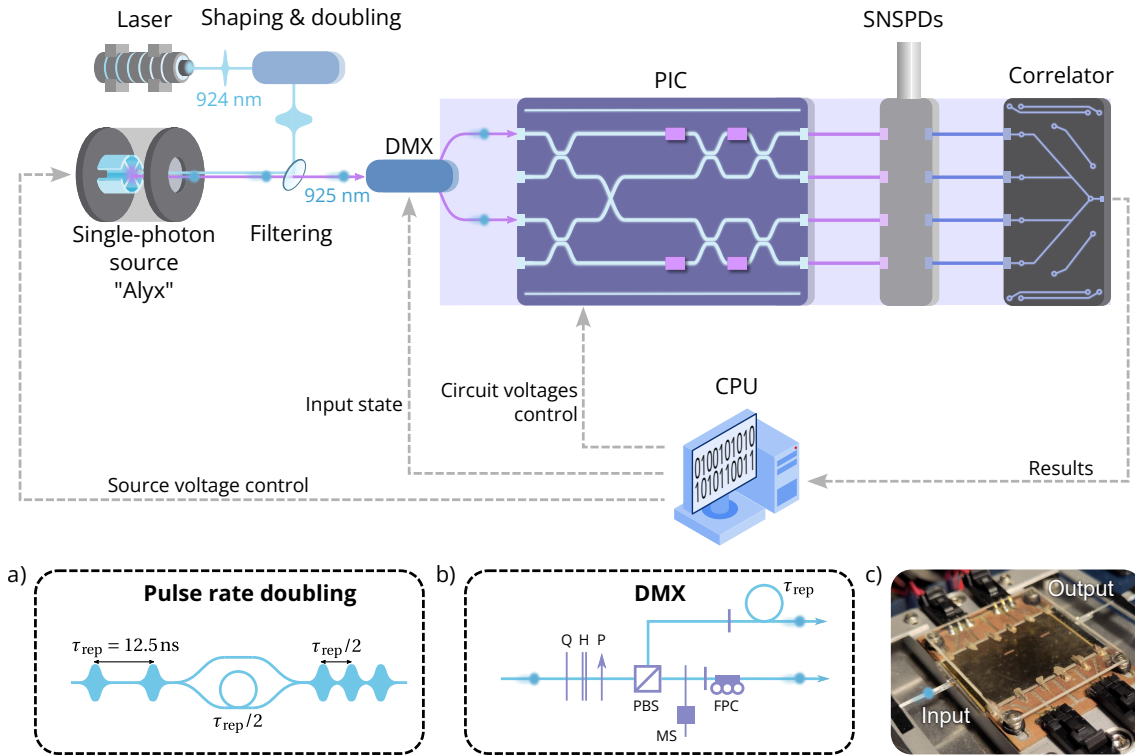 Laser
Shaping & doubling
924 nm
SNSPDs
PIC
Correlator
DMX
925 nm
Single-photon
source
"Alyx"
Filtering
Input state
Circuit voltages
control
CPU
0100101010
1010110011
Source voltage control
Results
a)
Pulse rate doubling
τrep = 12.5 ns
τrep/2
τrep/2
b)
DMX
τrep
Q H P
PBS
FPC
MS
c)
Output
Input